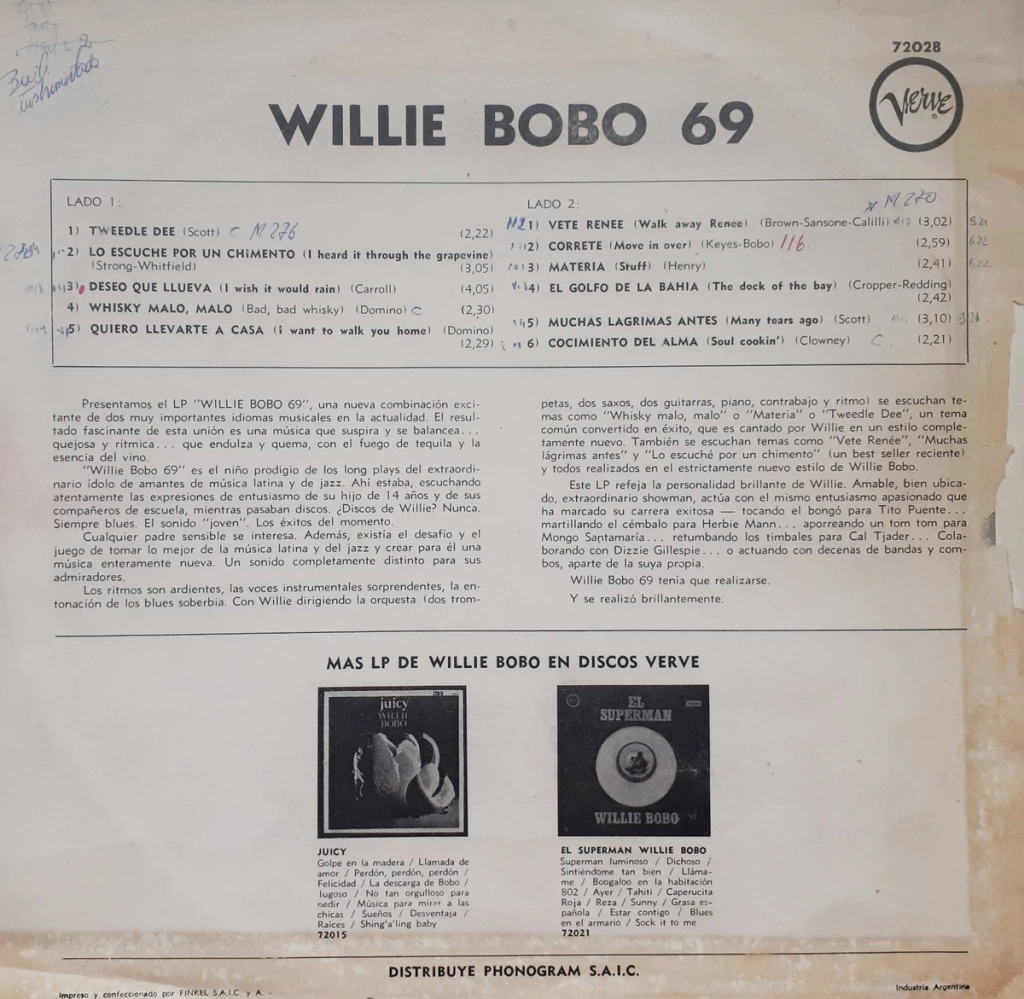 72028
Verve
Bail.
WILLIE BOBO 69
LADO 1:
1) TWEEDLE DEE (Scott) C M 276 (2,22)
2) LO ESCUCHE POR UN CHIMENTO (I heard it through the grapevine)
(Strong-Whitfield) (3,05)
3) DESEO QUE LLUEVA (I wish it would rain) (Carroll) (4,05)
4) WHISKY MALO, MALO (Bad, bad whisky) (Domino) C (2,30)
5) QUIERO LLEVARTE A CASA (I want to walk you home) (Domino)
(2,29)
LADO 2: M 270
1) VETE RENEE (Walk away Renee) (Brown-Sansone-Calilli) (3,02)
2) CORRETE (Move in over) (Keyes-Bobo) 116 (2,59)
3) MATERIA (Stuff) (Henry) (2,41)
4) EL GOLFO DE LA BAHIA (The dock of the bay) (Cropper-Redding)
(2,42)
5) MUCHAS LAGRIMAS ANTES (Many tears ago) (Scott) (3,10)
6) COCIMIENTO DEL ALMA (Soul cookin') (Clowney) C (2,21)
Presentamos el LP "WILLIE BOBO 69", una nueva combinación exci-
tante de dos muy importantes idiomas musicales en la actualidad. El resul-
tado fascinante de esta unión es una música que suspira y se balancea...
quejosa y rítmica... que endulza y quema, con el fuego de tequila y la
esencia del vino.
"Willie Bobo 69" es el niño prodigio de los long plays del extraordi-
nario ídolo de amantes de música latina y de jazz. Ahí estaba, escuchando
atentamente las expresiones de entusiasmo de su hijo de 14 años y de sus
compañeros de escuela, mientras pasaban discos. ¿Discos de Willie? Nunca.
Siempre blues. El sonido "joven". Los éxitos del momento.
Cualquier padre sensible se interesa. Además, existía el desafío y el
juego de tomar lo mejor de la música latina y del jazz y crear para él una
música enteramente nueva. Un sonido completamente distinto para sus
admiradores.
Los ritmos son ardientes, las voces instrumentales sorprendentes, la en-
tonación de los blues soberbia. Con Willie dirigiendo la orquesta (dos trom-
petas, dos saxos, dos guitarras, piano, contrabajo y ritmo) se escuchan te-
mas como "Whisky malo, malo" o "Materia" o "Tweedle Dee", un tema
común convertido en éxito, que es cantado por Willie en un estilo comple-
tamente nuevo. También se escuchan temas como "Vete Renée", "Muchas
lágrimas antes" y "Lo escuché por un chimento" (un best seller reciente)
y todos realizados en el estrictamente nuevo estilo de Willie Bobo.
Este LP refeja la personalidad brillante de Willie. Amable, bien ubica-
do, extraordinario showman, actúa con el mismo entusiasmo apasionado que
ha marcado su carrera exitosa — tocando el bongó para Tito Puente...
martillando el cémbalo para Herbie Mann... aporreando un tom tom para
Mongo Santamaría... retumbando los timbales para Cal Tjader... Cola-
borando con Dizzie Gillespie... o actuando con decenas de bandas y com-
bos, aparte de la suya propia.
Willie Bobo 69 tenía que realizarse.
Y se realizó brillantemente.
MAS LP DE WILLIE BOBO EN DISCOS VERVE
juicy
WILLIE
BOBO
EL
SUPERMAN
WILLIE BOBO
JUICY
Golpe en la madera / Llamada de
amor / Perdón, perdón, perdón /
Felicidad / La descarga de Bobo /
Jugoso / No tan orgulloso para
pedir / Música para mirar a las
chicas / Sueños / Desventaja /
Raíces / Shing'a'ling baby
72015
EL SUPERMAN WILLIE BOBO
Superman luminoso / Dichoso /
Sintiéndome tan bien / Lláma-
me / Boogaloo en la habitación
802 / Ayer / Tahití / Caperucita
Roja / Reza / Sunny / Grasa es-
pañola / Estar contigo / Blues
en el armario / Sock it to me
72021
DISTRIBUYE PHONOGRAM S.A.I.C.
Impreso y confeccionado por FINKEL S.A.I.C. y A. -
Industria Argentina